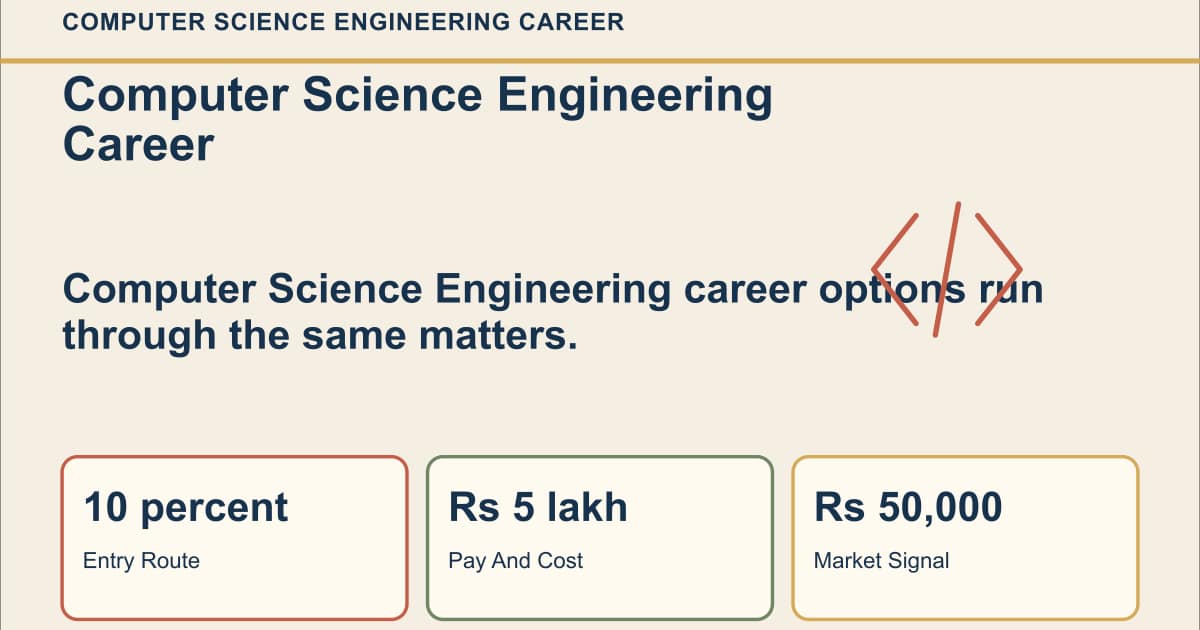 COMPUTER SCIENCE ENGINEERING CAREER
Computer Science Engineering
Career
Computer Science Engineering career options run
through the same matters.
10 percent
Entry Route
Rs 5 lakh
Pay And Cost
Rs 50,000
Market Signal